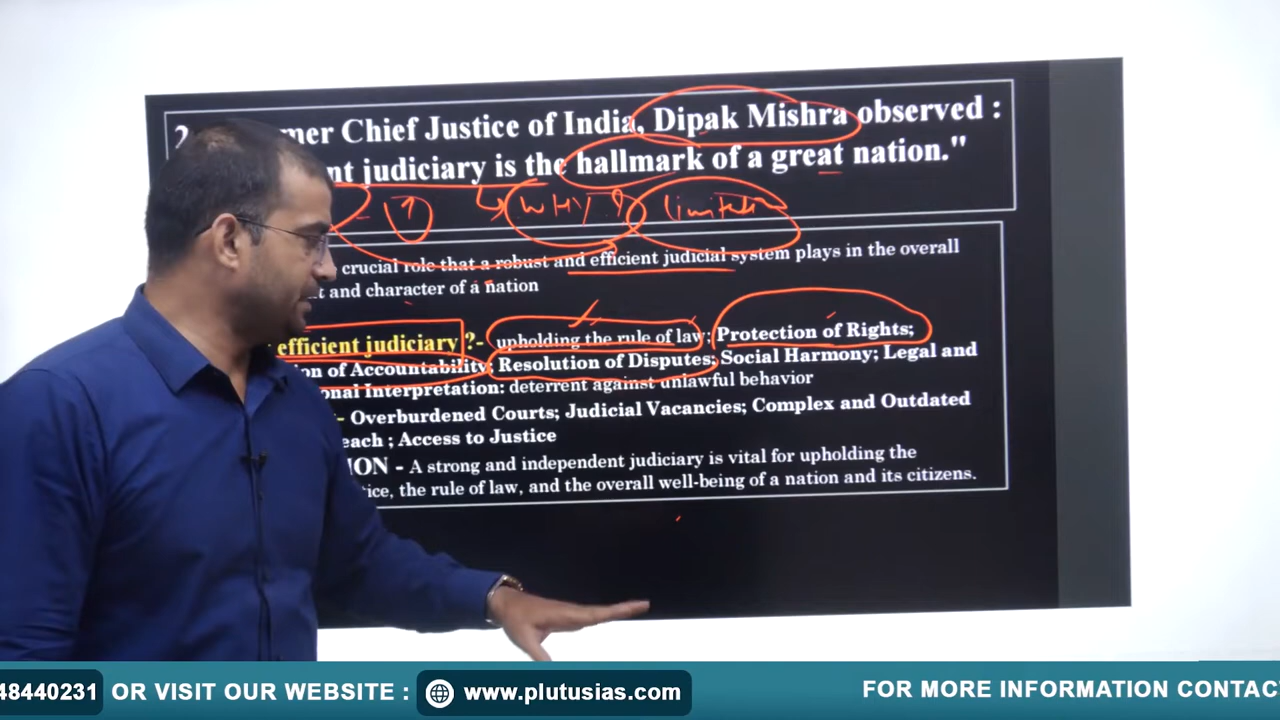 2 mer Chief Justice of India, Dipak Mishra observed :
nt judiciary is the hallmark of a great nation."
WHY?
crucial role that a robust and efficient judicial system plays in the overall
t and character of a nation
efficient judiciary ?- upholding the rule of law; Protection of Rights;
on of Accountability; Resolution of Disputes; Social Harmony; Legal and
onal Interpretation: deterrent against unlawful behavior
- Overburdened Courts; Judicial Vacancies; Complex and Outdated
each ; Access to Justice
ION - A strong and independent judiciary is vital for upholding the
tice, the rule of law, and the overall well-being of a nation and its citizens.
48440231 OR VISIT OUR WEBSITE : www.plutusias.com FOR MORE INFORMATION CONTAC